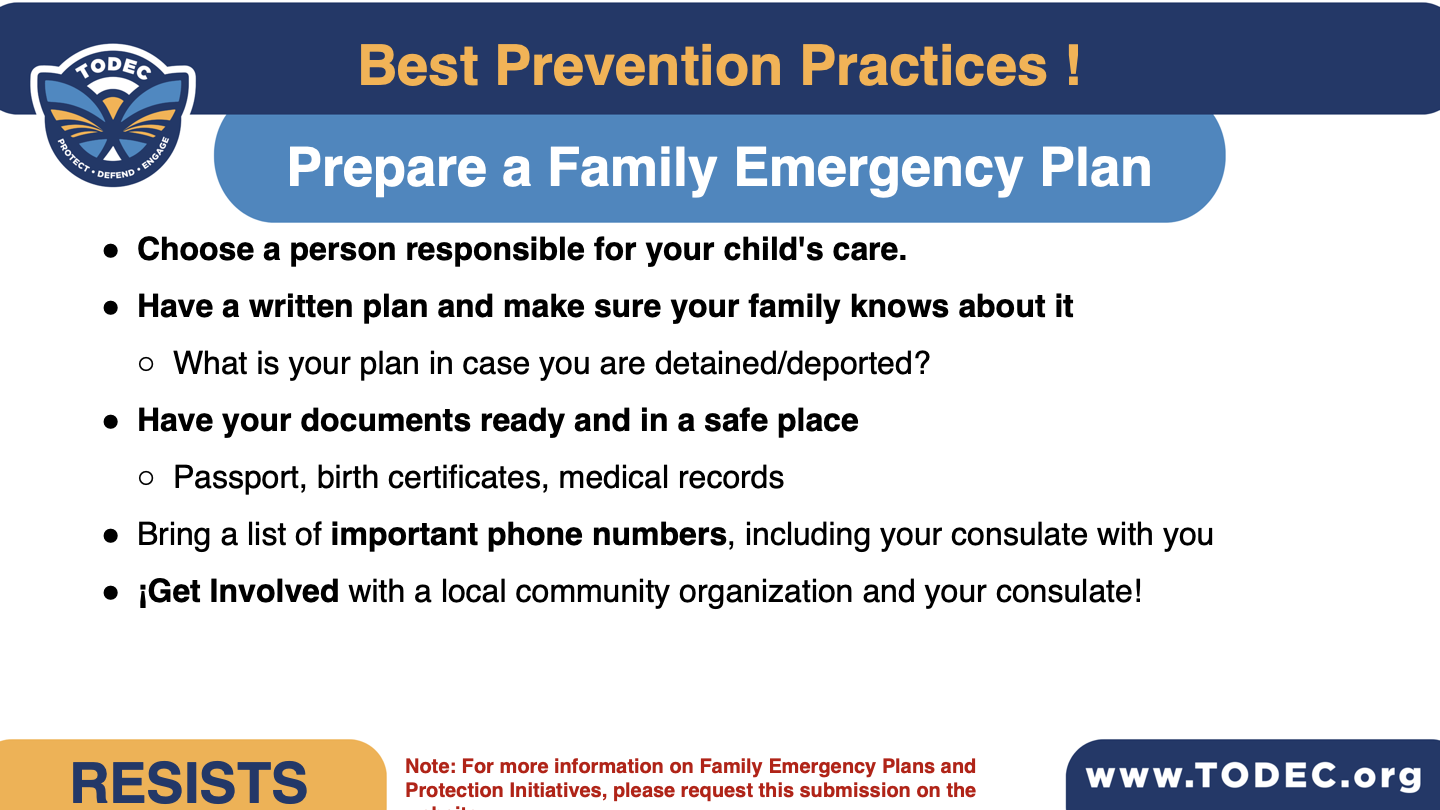 Best Prevention Practices !
TODEC
PROTECT • DEFEND • ENGAGE
Prepare a Family Emergency Plan
● Choose a person responsible for your child's care.
● Have a written plan and make sure your family knows about it
○ What is your plan in case you are detained/deported?
● Have your documents ready and in a safe place
○ Passport, birth certificates, medical records
● Bring a list of important phone numbers, including your consulate with you
● ¡Get Involved with a local community organization and your consulate!
RESISTS
Note: For more information on Family Emergency Plans and
Protection Initiatives, please request this submission on the
www.TODEC.org